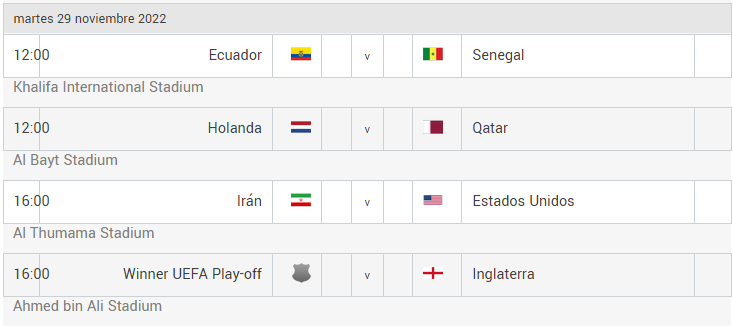 martes 29 noviembre 2022
12:00 Ecuador v Senegal
Khalifa International Stadium
12:00 Holanda v Qatar
Al Bayt Stadium
16:00 Irán v Estados Unidos
Al Thumama Stadium
16:00 Winner UEFA Play-off v Inglaterra
Ahmed bin Ali Stadium